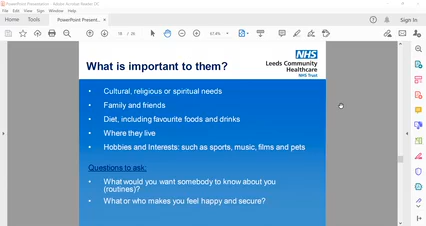 PowerPoint Presentation - Adobe Acrobat Reader DC
File Edit View Sign Window Help
Home Tools PowerPoint Present... × Sign In
What is important to them?
NHS
Leeds Community
Healthcare
NHS Trust
• Cultural, religious or spiritual needs
• Family and friends
• Diet, including favourite foods and drinks
• Where they live
• Hobbies and Interests: such as sports, music, films and pets
Questions to ask:
• What would you want somebody to know about you
(routines)?
• What or who makes you feel happy and secure?